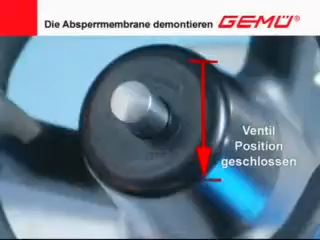 Die Absperrmembrane demontieren GEMÜ®
Ventil
Position
geschlossen